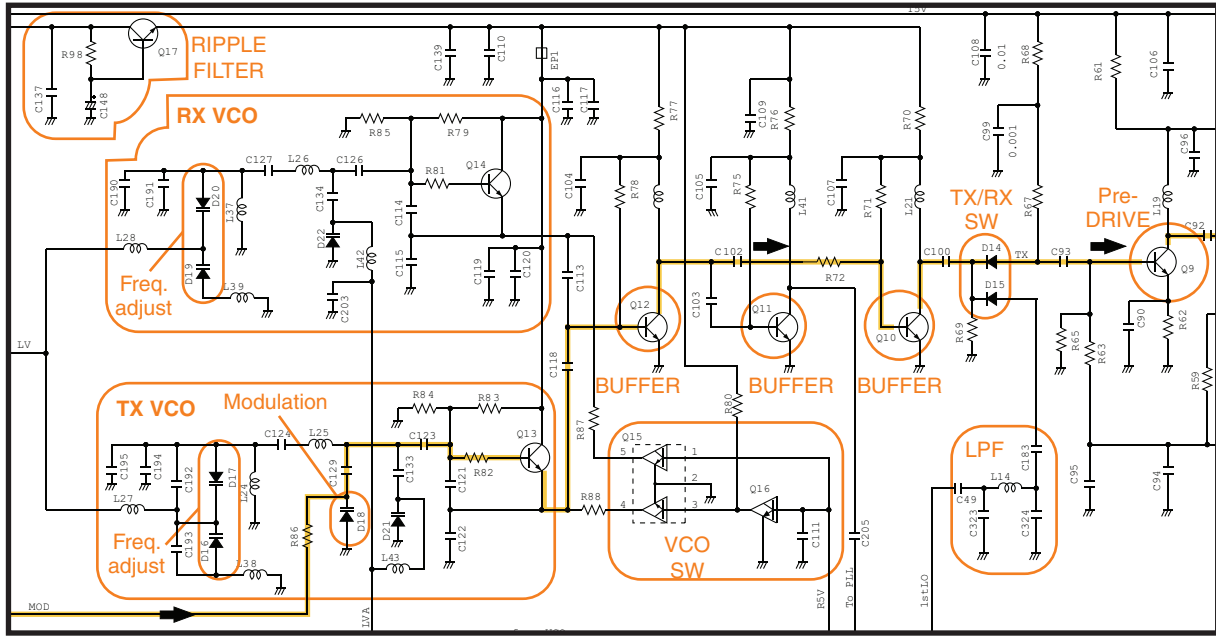 15V
RIPPLE
FILTER
Q17
R98
C137
C148
C139
C110
EP1
C116
C117
R77
C109
R76
R70
C108
0.01
R68
R61
C106
RX VCO
R85
R79
C99
0.001
C96
C127
L26
C126
Q14
R81
C190
C191
D20
L37
C134
C114
C104
R78
C105
R75
L41
C107
R71
L21
TX/RX
SW
R67
Pre-
DRIVE
L19
C92
L28
D19
D22
L42
C115
C119
C120
C113
C102
R72
C100
D14
TX
C93
Q9
Freq.
adjust
L39
C203
Q12
C103
Q11
Q10
D15
R69
C90
R62
R65
R63
R59
LV
C118
BUFFER
BUFFER
BUFFER
TX VCO
Modulation
R84
R83
R87
R80
C124
L25
C123
Q13
Q15
5
1
LPF
C183
C195
C194
C192
D17
L24
C129
C133
R82
C121
2
Q16
L14
C49
C95
C94
L27
D18
D21
C122
R88
4
3
C111
C205
C323
C324
Freq.
adjust
C193
D16
R86
L38
L43
VCO
SW
MOD
LVA
R5V
To PLL
1stLO